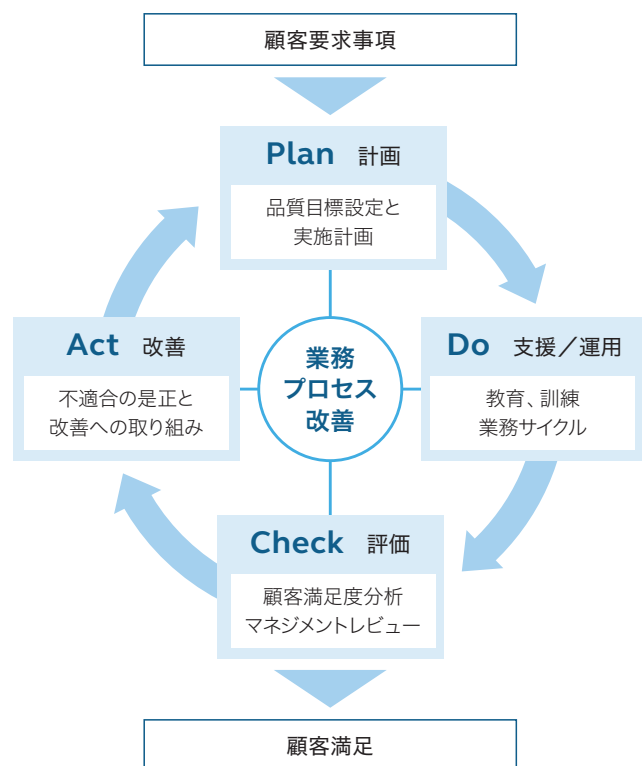 顧客要求事項
Plan 計画
品質目標設定と
実施計画
Act 改善
不適合の是正と
改善への取り組み
業務
プロセス
改善
Do 支援／運用
教育、訓練
業務サイクル
Check 評価
顧客満足度分析
マネジメントレビュー
顧客満足